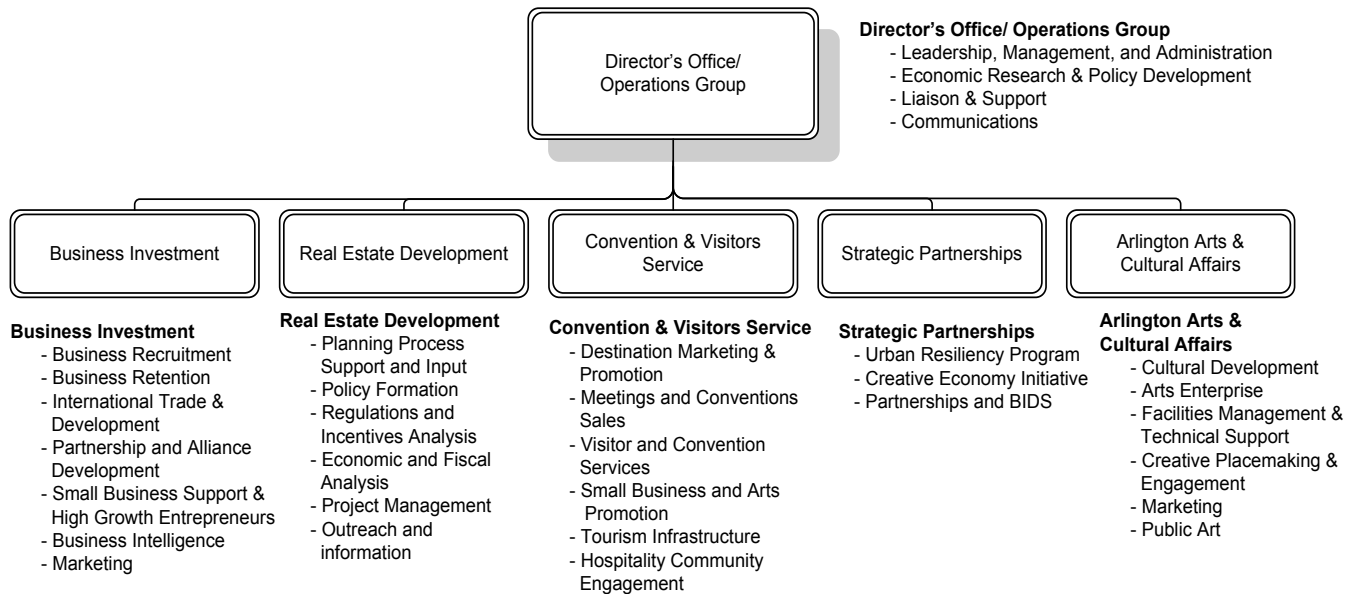 Director's Office/
Operations Group
Director's Office/ Operations Group
- Leadership, Management, and Administration
- Economic Research & Policy Development
- Liaison & Support
- Communications
Business Investment
Real Estate Development
Convention & Visitors
Service
Strategic Partnerships
Arlington Arts &
Cultural Affairs
Business Investment
- Business Recruitment
- Business Retention
- International Trade &
Development
- Partnership and Alliance
Development
- Small Business Support &
High Growth Entrepreneurs
- Business Intelligence
- Marketing
Real Estate Development
- Planning Process
Support and Input
- Policy Formation
- Regulations and
Incentives Analysis
- Economic and Fiscal
Analysis
- Project Management
- Outreach and
information
Convention & Visitors Service
- Destination Marketing &
Promotion
- Meetings and Conventions
Sales
- Visitor and Convention
Services
- Small Business and Arts
Promotion
- Tourism Infrastructure
- Hospitality Community
Engagement
Strategic Partnerships
- Urban Resiliency Program
- Creative Economy Initiative
- Partnerships and BIDS
Arlington Arts &
Cultural Affairs
- Cultural Development
- Arts Enterprise
- Facilities Management &
Technical Support
- Creative Placemaking &
Engagement
- Marketing
- Public Art